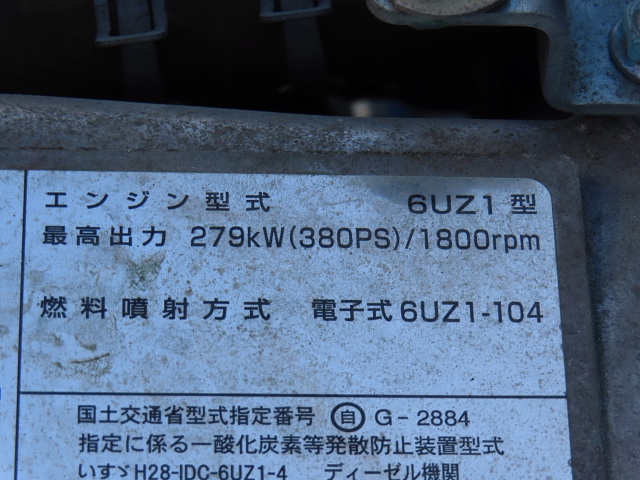 エンジン型式 6UZ1型
最高出力 279kW(380PS)/1800rpm
燃料噴射方式 電子式6UZ1-104
国土交通省型式指定番号 自 G-2884
指定に係る一酸化炭素等発散防止装置型式
いすゞH28-IDC-6UZ1-4 ディーゼル機関